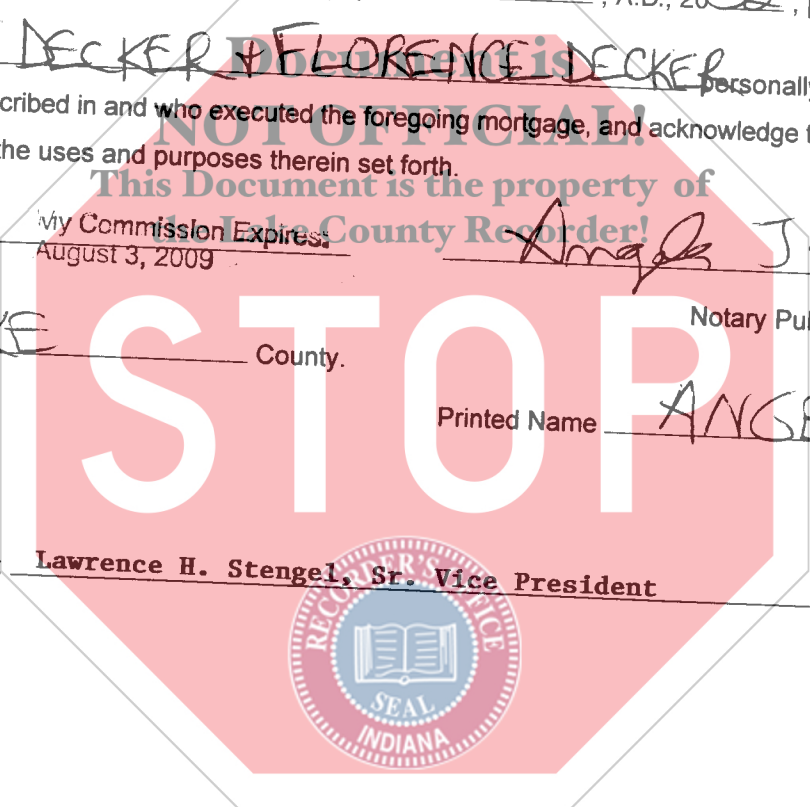 , A.D., 20
DECKER & FLORENCE DECKER personally
Document is
cribed in and who executed the foregoing mortgage, and acknowledge
NOT OFFICIAL!
the uses and purposes therein set forth.
This Document is the property of
the Lake County Recorder!
My Commission Expires:
August 3, 2009
Angela J
Notary Pu
County.
STOP
Printed Name ANGE
Lawrence H. Stengel, Sr. Vice President
RECORDER'S OFFICE
SEAL
INDIANA